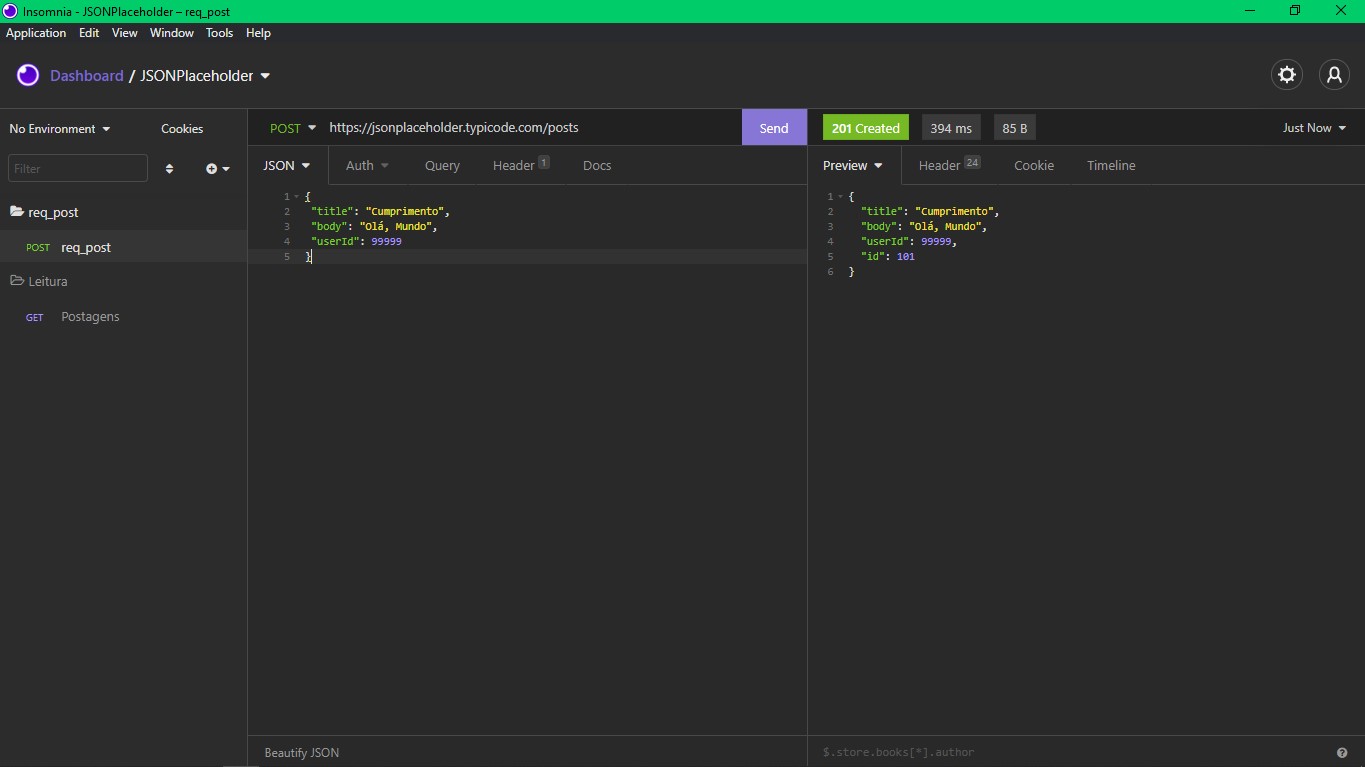 Insomnia - JSONPlaceholder – req_post
Application Edit View Window Tools Help
Dashboard / JSONPlaceholder
No Environment Cookies
Filter
req_post
POST req_post
Leitura
GET Postagens
POST https://jsonplaceholder.typicode.com/posts Send
JSON Auth Query Header 1 Docs
1 {
2 "title": "Cumprimento",
3 "body": "Olá, Mundo",
4 "userId": 99999
5 }
Beautify JSON
201 Created 394 ms 85 B Just Now
Preview Header 24 Cookie Timeline
1 {
2 "title": "Cumprimento",
3 "body": "Olá, Mundo",
4 "userId": 99999,
5 "id": 101
6 }
$.store.books[*].author